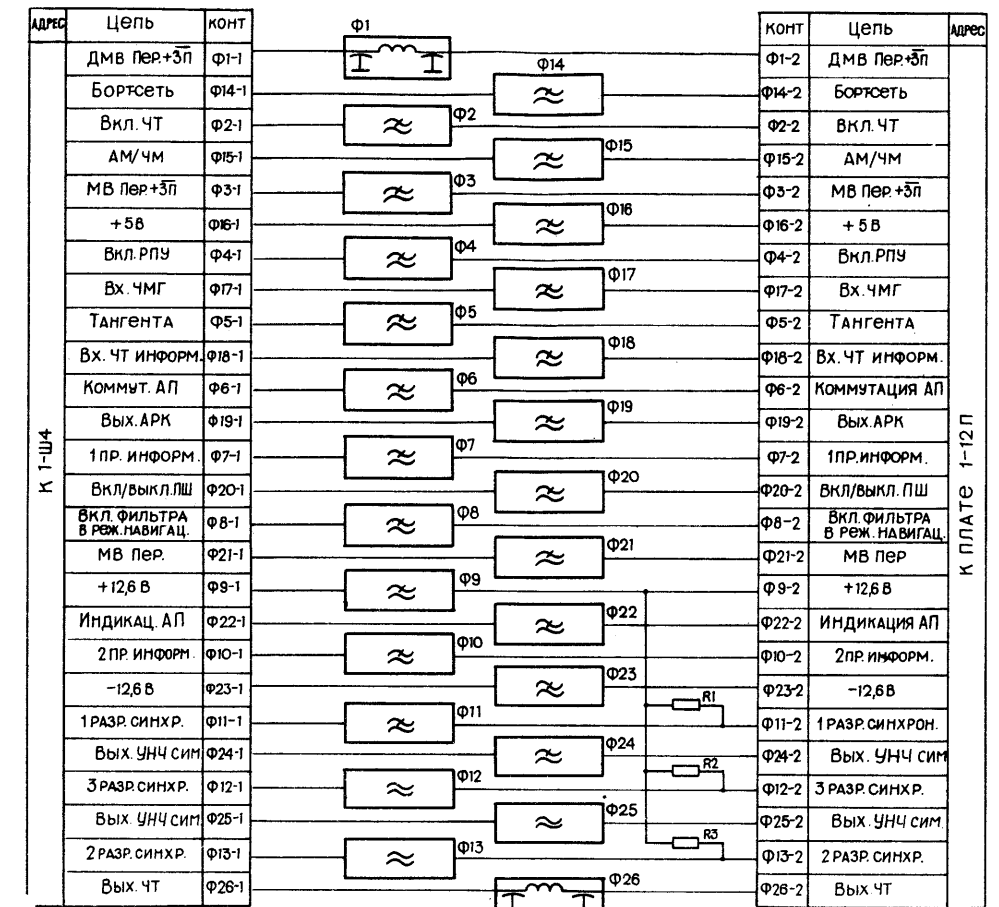 АДРЕС Цепь КОНТ Ф1 КОНТ Цепь АДРЕС
ДМВ Пер.+3П Ф1-1 Ф1-2 ДМВ Пер.+3П
Ф14
Бортсеть Ф14-1 Ф14-2 Бортсеть
Вкл. ЧТ Ф2-1 Ф2 Ф2-2 Вкл. ЧТ
АМ/ЧМ Ф15-1 Ф15 Ф15-2 АМ/ЧМ
МВ Пер.+3П Ф3-1 Ф3 Ф3-2 МВ Пер.+3П
+5В Ф16-1 Ф16 Ф16-2 +5В
Вкл. РПУ Ф4-1 Ф4 Ф4-2 Вкл. РПУ
Вх. ЧМГ Ф17-1 Ф17 Ф17-2 Вх. ЧМГ
Тангента Ф5-1 Ф5 Ф5-2 Тангента
Вх. ЧТ информ. Ф18-1 Ф18 Ф18-2 Вх. ЧТ информ.
Коммут. АП Ф6-1 Ф6 Ф6-2 Коммутация АП
Вых. АРК Ф19-1 Ф19 Ф19-2 Вых. АРК
1 пр. информ. Ф7-1 Ф7 Ф7-2 1пр. информ.
Вкл/выкл. ПШ Ф20-1 Ф20 Ф20-2 Вкл/выкл. ПШ
Вкл. фильтра
в реж. навигац. Ф8-1 Ф8 Ф8-2 Вкл. фильтра
в реж. навигац.
МВ Пер. Ф21-1 Ф21 Ф21-2 МВ Пер
+12,6 В Ф9-1 Ф9 Ф9-2 +12,6В
Индикац. АП Ф22-1 Ф22 Ф22-2 Индикация АП
2 пр. информ. Ф10-1 Ф10 Ф10-2 2пр. информ.
-12,6 В Ф23-1 Ф23 Ф23-2 -12,6В
R1
1 разр. синхр. Ф11-1 Ф11 Ф11-2 1 разр. синхрон.
Вых. УНЧ сим Ф24-1 Ф24 Ф24-2 Вых. УНЧ сим
R2
3 разр. синхр. Ф12-1 Ф12 Ф12-2 3 разр. синхр.
Вых. УНЧ сим Ф25-1 Ф25 Ф25-2 Вых. УНЧ сим.
R3
2 разр. синхр. Ф13-1 Ф13 Ф13-2 2 разр. синхр.
Вых. ЧТ Ф26-1 Ф26 Ф26-2 Вых. ЧТ
К 1-Ш4
К ПЛАТЕ 1-12 П